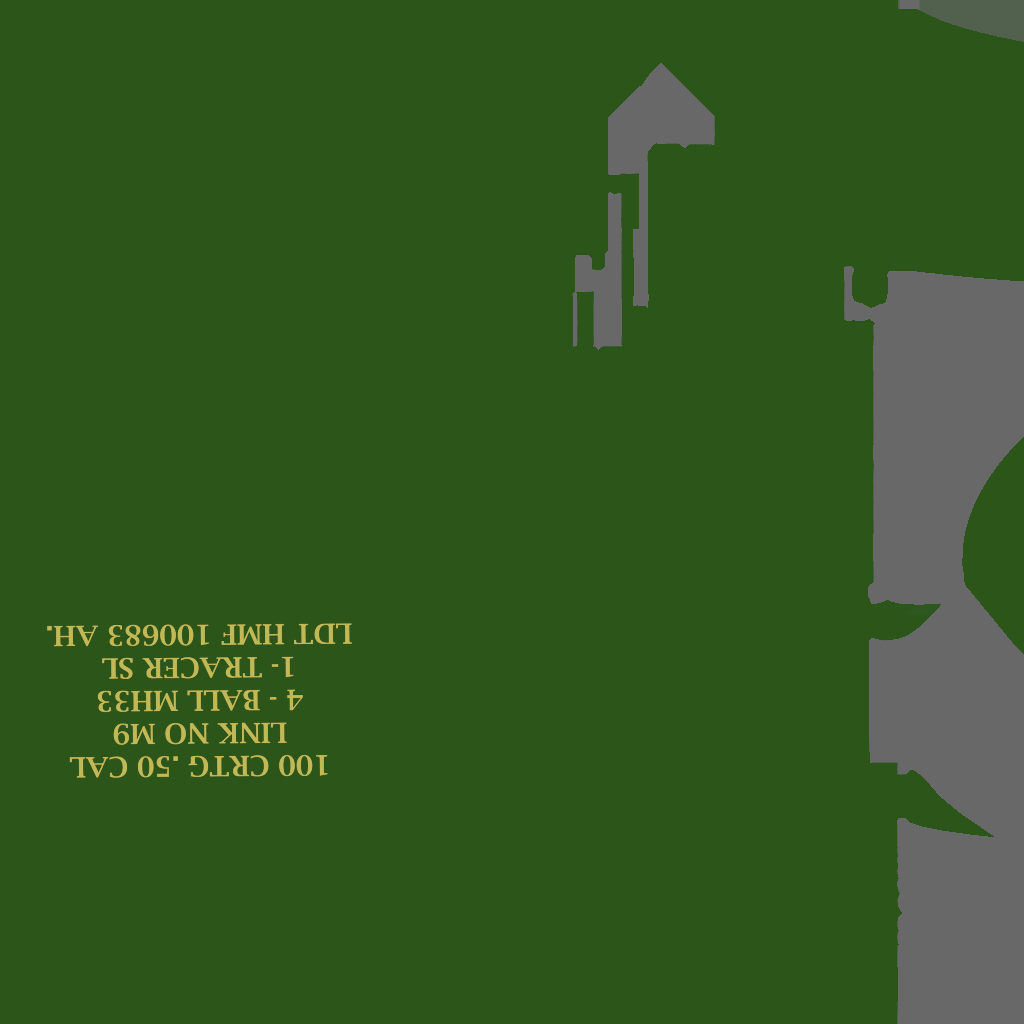 100 CRTG .50 CAL
LINK NO M9
4 - BALL MH33
1- TRACER SL
LDT HMF 100683 AH.